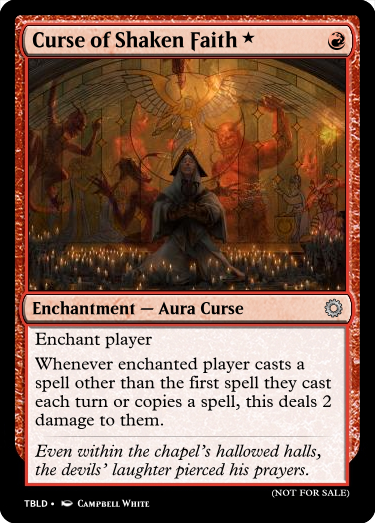 Curse of Shaken Faith ★
Enchantment — Aura Curse
Enchant player
Whenever enchanted player casts a
spell other than the first spell they cast
each turn or copies a spell, this deals 2
damage to them.
Even within the chapel's hallowed halls,
the devils' laughter pierced his prayers.
(NOT FOR SALE)
TBLD • Campbell White